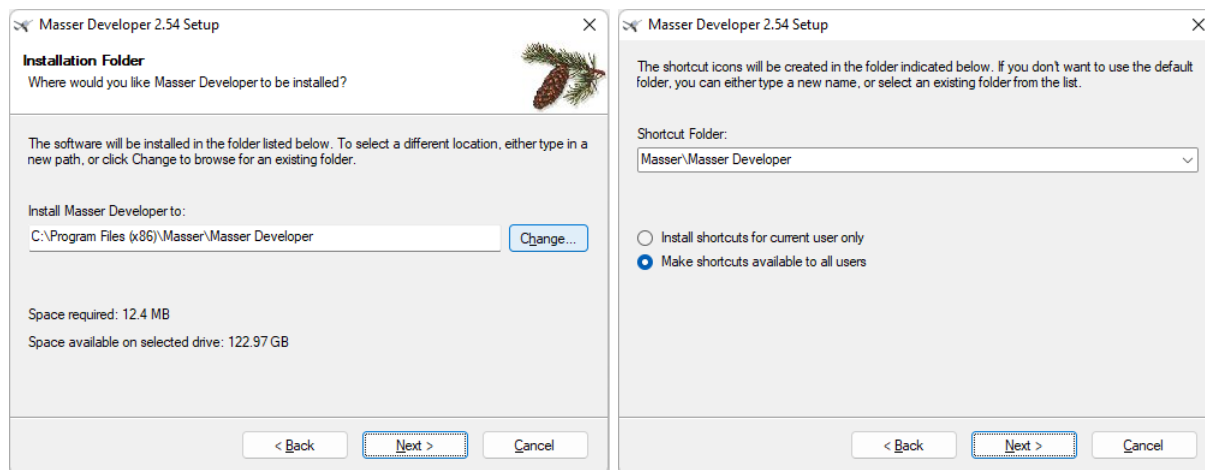 Masser Developer 2.54 Setup
Installation Folder
Where would you like Masser Developer to be installed?
The software will be installed in the folder listed below. To select a different location, either type in a
new path, or click Change to browse for an existing folder.
Install Masser Developer to:
C:\Program Files (x86)\Masser\Masser Developer
Change...
Space required: 12.4 MB
Space available on selected drive: 122.97 GB
< Back
Next >
Cancel
Masser Developer 2.54 Setup
The shortcut icons will be created in the folder indicated below. If you don't want to use the default
folder, you can either type a new name, or select an existing folder from the list.
Shortcut Folder:
Masser\Masser Developer
Install shortcuts for current user only
Make shortcuts available to all users
< Back
Next >
Cancel